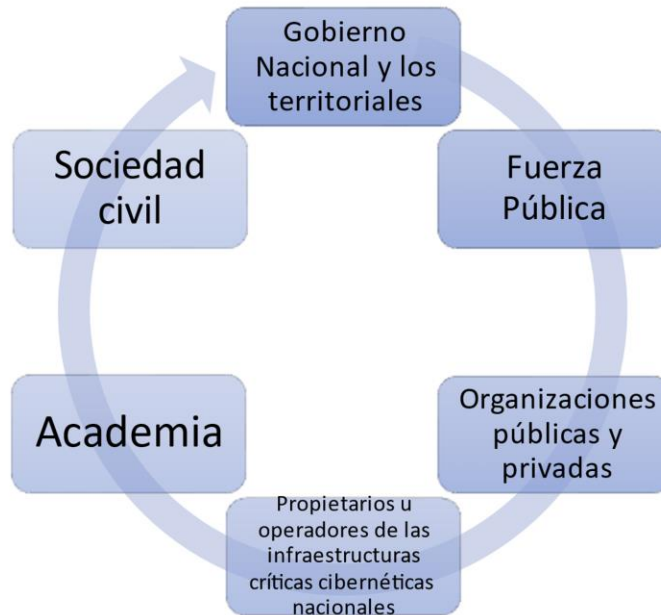 Gobierno
Nacional y los
territoriales
Fuerza
Pública
Organizaciones
públicas y
privadas
Propietarios u
operadores de las
infraestructuras
críticas cibernéticas
nacionales
Academia
Sociedad
civil